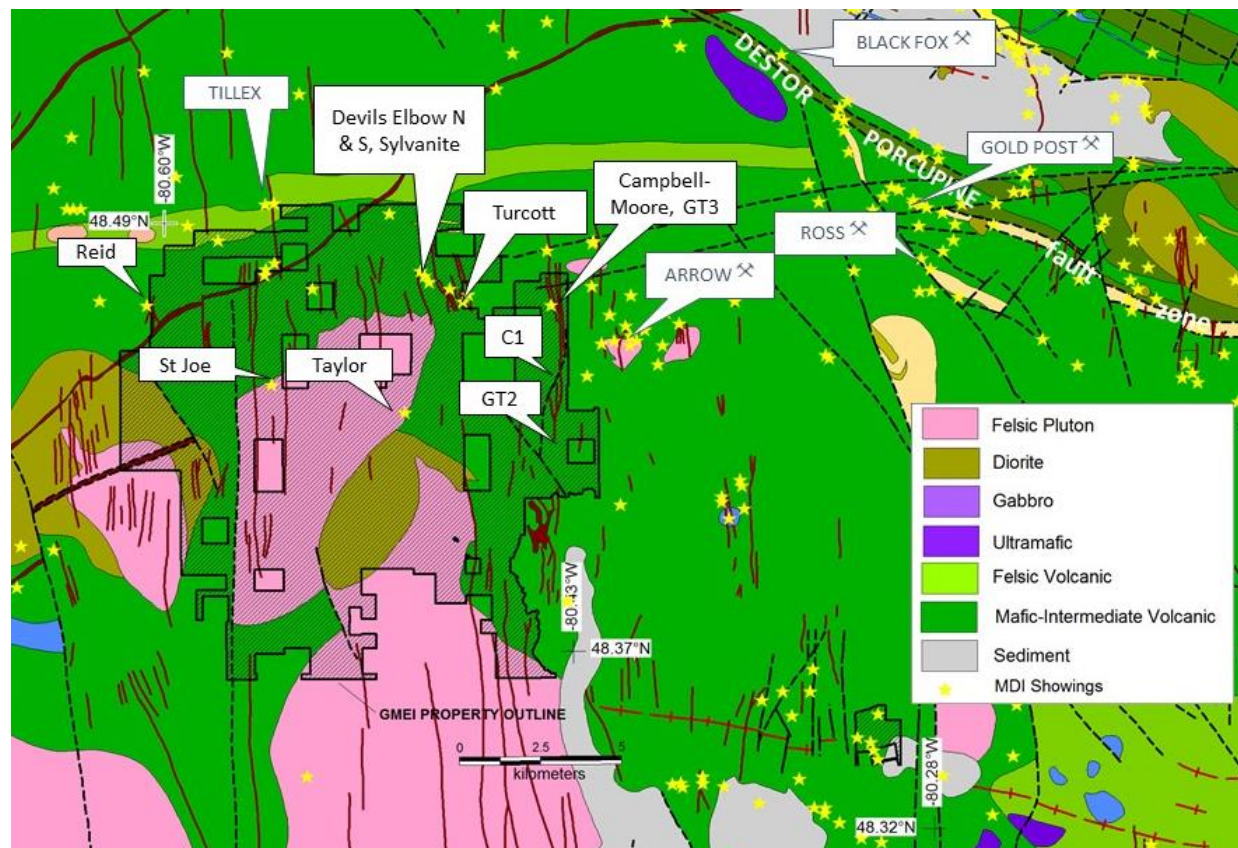 BLACK FOX
DESTOR
TILLEX
Devils Elbow N
& S, Sylvanite
PORCUPINE
GOLD POST
-80.60°W
Campbell-
Moore, GT3
Turcott
48.49°N
Reid
ROSS
fault
ARROW
zone
C1
St Joe
Taylor
GT2
Felsic Pluton
Diorite
Gabbro
Ultramafic
Felsic Volcanic
Mafic-Intermediate Volcanic
Sediment
MDI Showings
-80.43°W
48.37°N
GMEI PROPERTY OUTLINE
0 2.5 5
kilometers
-80.28°W
48.32°N